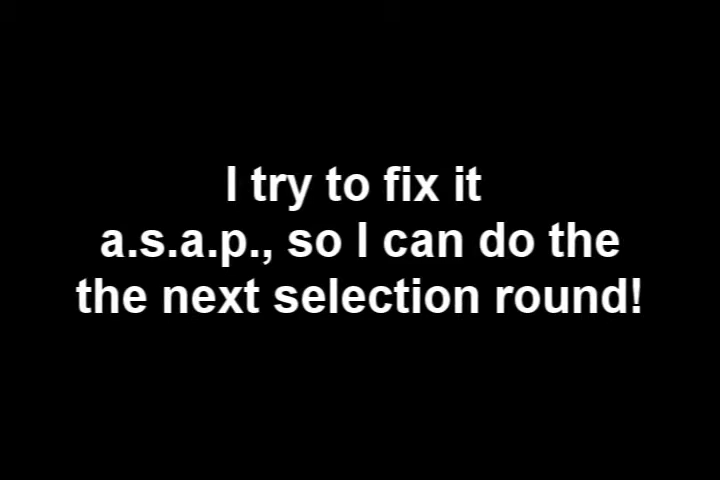 I try to fix it
a.s.a.p., so I can do the
the next selection round!